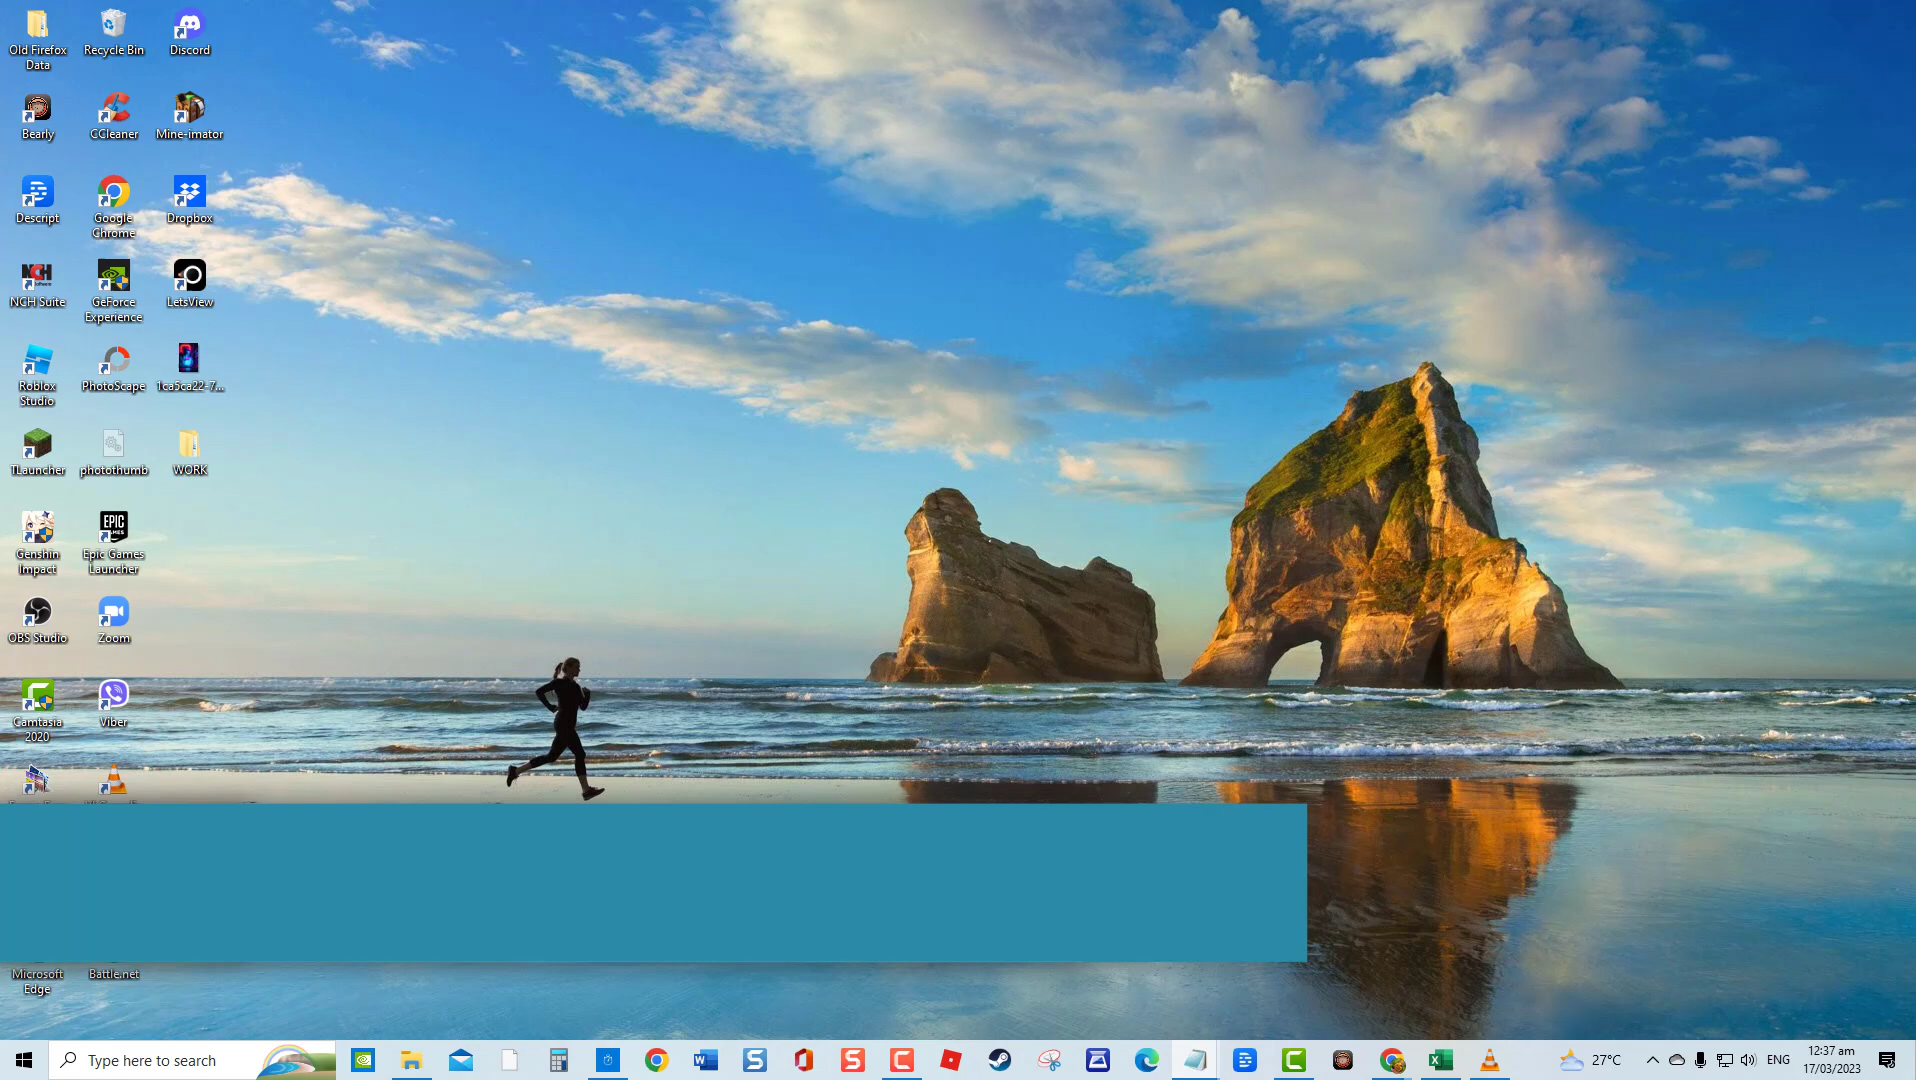 Old Firefox
Data
Recycle Bin
Discord
Bearly
CCleaner
Mine-imator
Descript
Google
Chrome
Dropbox
NCH Suite
GeForce
Experience
LetsView
Roblox
Studio
PhotoScape
1ca5ca22-7...
TLauncher
photothumb
WORK
Genshin
Impact
Epic Games
Launcher
OBS Studio
Zoom
Camtasia
2020
Viber
Microsoft
Edge
Battle.net
Type here to search
27°C
ENG
12:37 am
17/03/2023